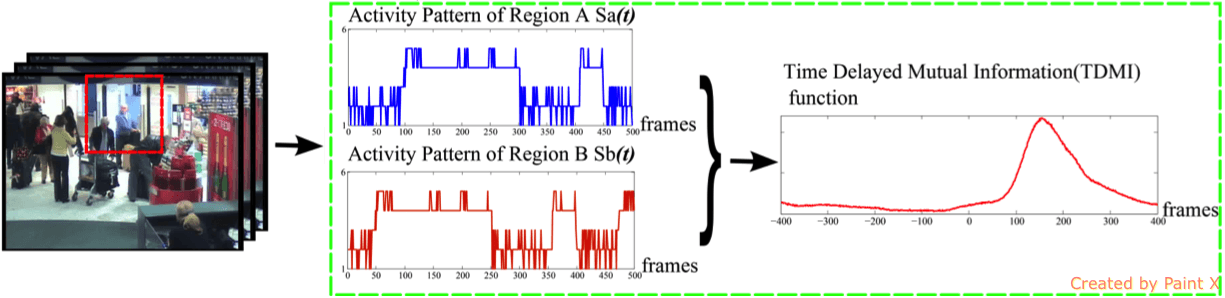 Activity Pattern of Region A Sa(t)
6
1
0 50 100 150 200 250 300 350 400 450 500 frames
Activity Pattern of Region B Sb(t)
6
1
0 50 100 150 200 250 300 350 400 450 500 frames
Time Delayed Mutual Information(TDMI)
function
−400 −300 −200 −100 0 100 200 300 400 frames
Created by Paint X